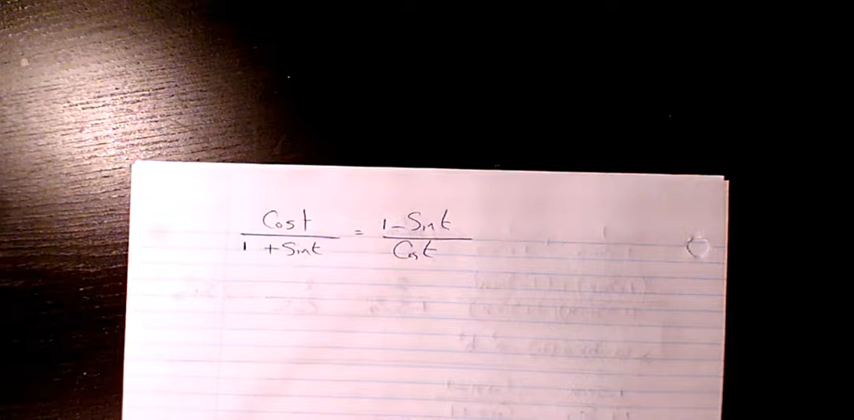 Cost / 1 + Sint = 1 - Sint / Cost